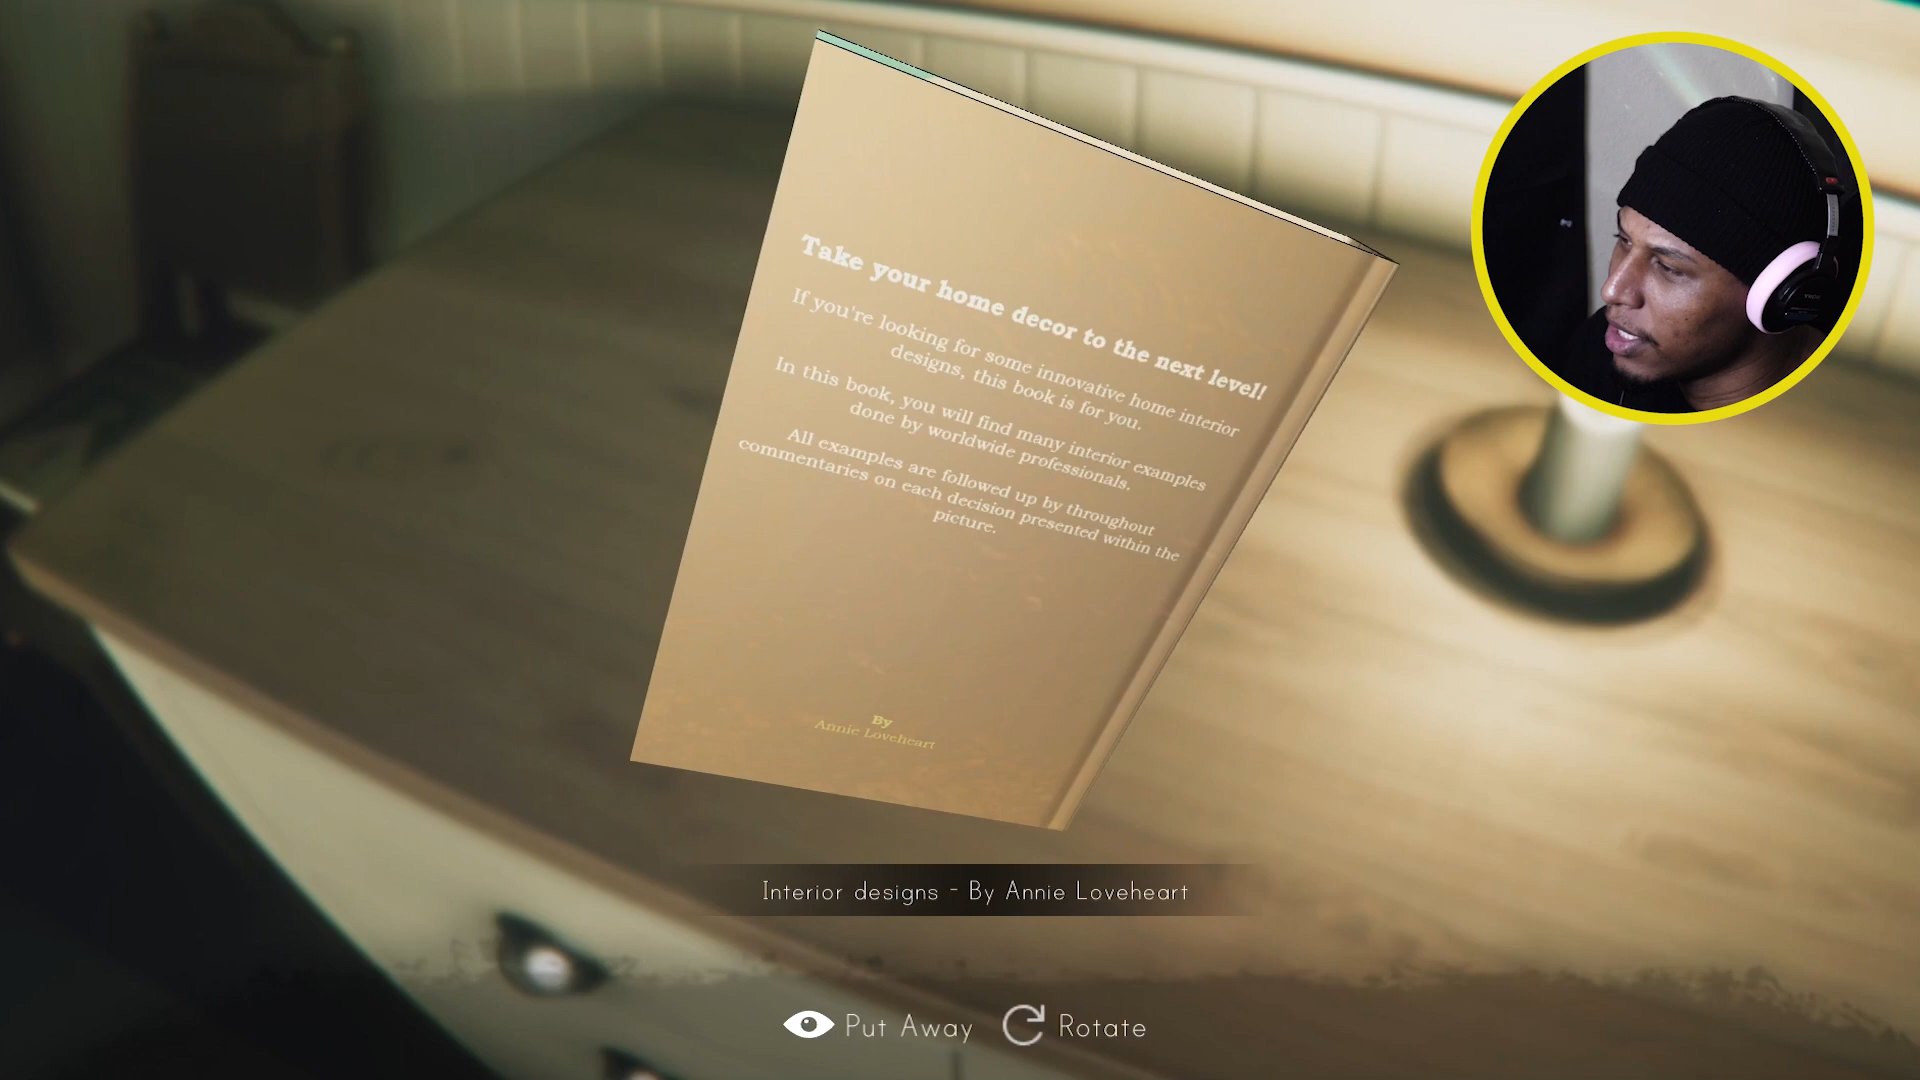 Take your home decor to the next level!
If you're looking for some innovative home interior
designs, this book is for you.
In this book, you will find many interior examples
done by worldwide professionals.
All examples are followed up by throughout
commentaries on each decision presented within the
picture.
By
Annie Loveheart
Interior designs - By Annie Loveheart
Put Away
Rotate